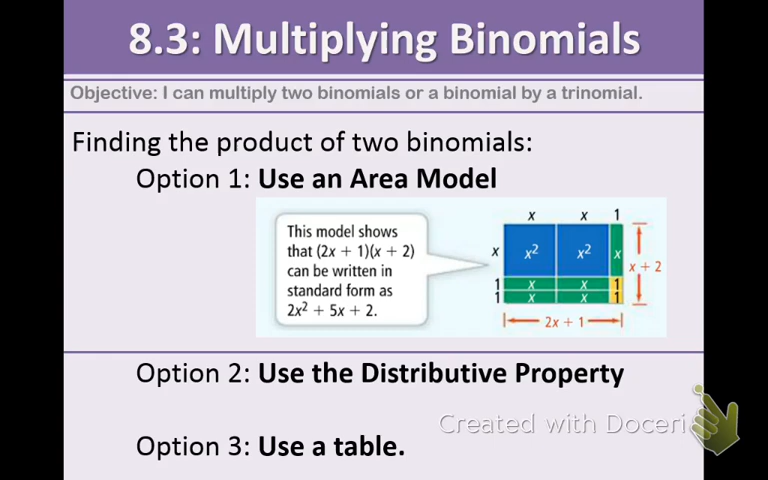 8.3: Multiplying Binomials
Objective: I can multiply two binomials or a binomial by a trinomial.
Finding the product of two binomials:
Option 1: Use an Area Model
This model shows
that (2x + 1)(x + 2)
can be written in
standard form as
2x² + 5x + 2.
x x 1
x x² x² x
x + 2
1 x x 1
1 x x 1
2x + 1
Option 2: Use the Distributive Property
Created with Doceri
Option 3: Use a table.